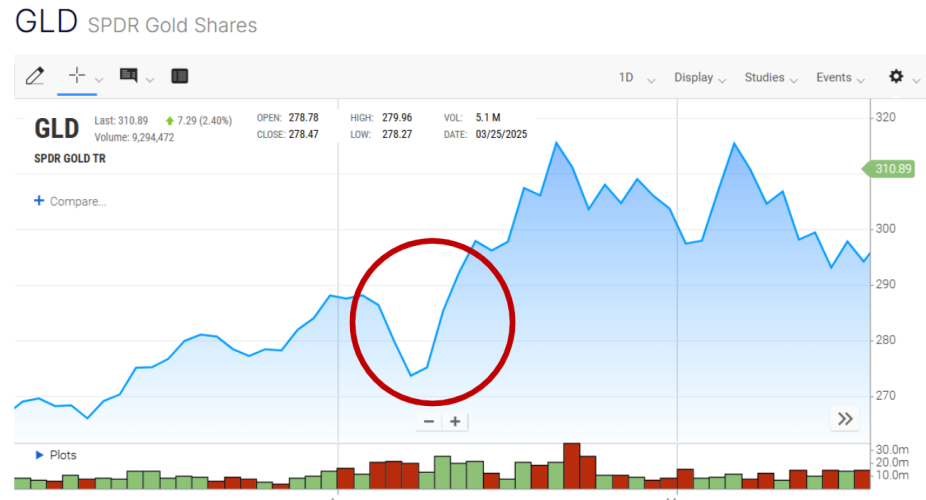 GLD SPDR Gold Shares
1D Display Studies Events
GLD Last: 310.89 7.29 (2.40%) OPEN: 278.78 HIGH: 279.96 VOL: 5.1 M
Volume: 9,294,472 CLOSE: 278.47 LOW: 278.27 DATE: 03/25/2025
SPDR GOLD TR
+ Compare...
320
310.89
300
290
280
270
− +
Plots
30.0m
20.0m
10.0m